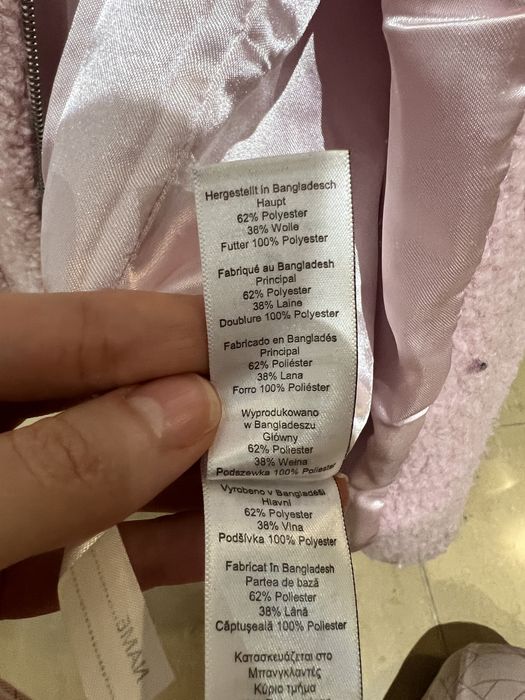 Hergestellt in Bangladesch
Haupt
62% Polyester
38% Wolle
Futter 100% Polyester
Fabriqué au Bangladesh
Principal
62% Polyester
38% Laine
Doublure 100% Polyester
Fabricado en Bangladés
Principal
62% Poliéster
38% Lana
Forro 100% Poliéster
Wyprodukowano
w Bangladeszu
Główny
62% Poliester
38% Wełna
Podszewka 100% Poliester
Vyrobeno v Bangladéši
Hlavní
62% Polyester
38% Vlna
Podšívka 100% Polyester
Fabricat în Bangladesh
Partea de bază
62% Poliester
38% Lână
Căptușeală 100% Poliester
Κατασκευάζεται στο
Μπανγκλαντές
Κύριο τμήμα
NAME